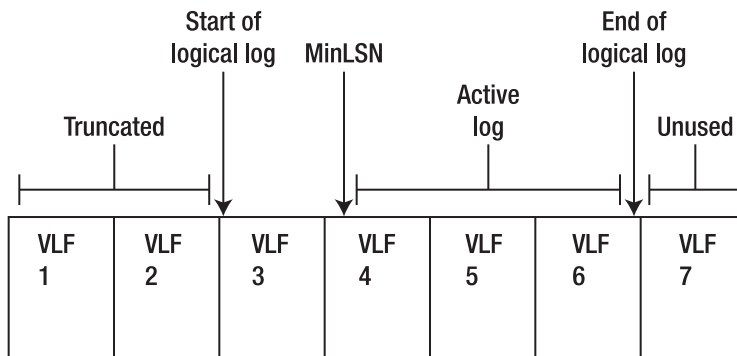 Start of
logical log
MinLSN
End of
logical log
Truncated
Active
log
Unused
VLF
1
VLF
2
VLF
3
VLF
4
VLF
5
VLF
6
VLF
7